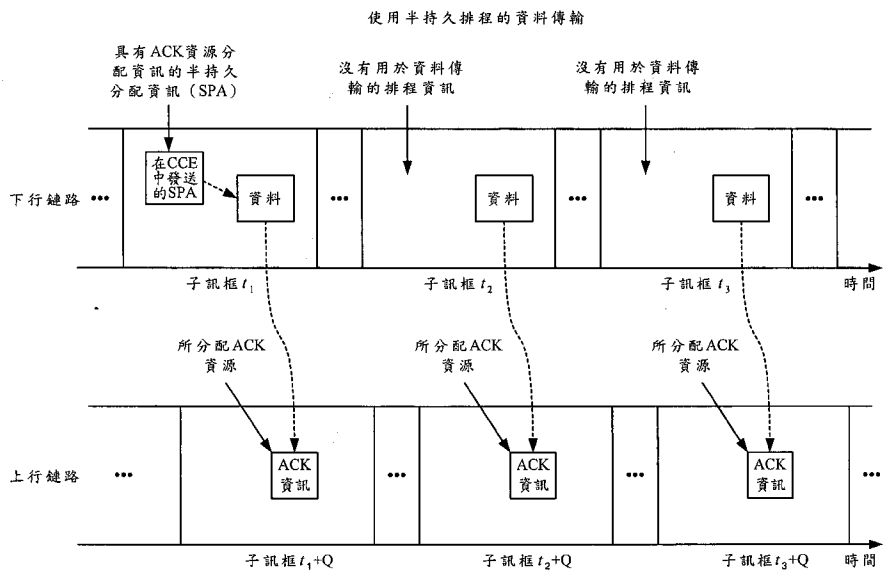 使用半持久排程的資料傳輸
具有ACK資源分
配資訊的半持久
分配資訊（SPA）
沒有用於資料傳
輸的排程資訊
沒有用於資料傳
輸的排程資訊
下行鏈路
•••
在CCE
中發送
的SPA
資料
•••
資料
•••
資料
•••
子訊框 t₁
子訊框 t₂
子訊框 t₃
時間
所分配ACK
資源
所分配ACK
資源
所分配ACK
資源
上行鏈路
•••
•••
ACK
資訊
•••
ACK
資訊
•••
ACK
資訊
•••
子訊框 t₁+Q
子訊框 t₂+Q
子訊框 t₃+Q
時間